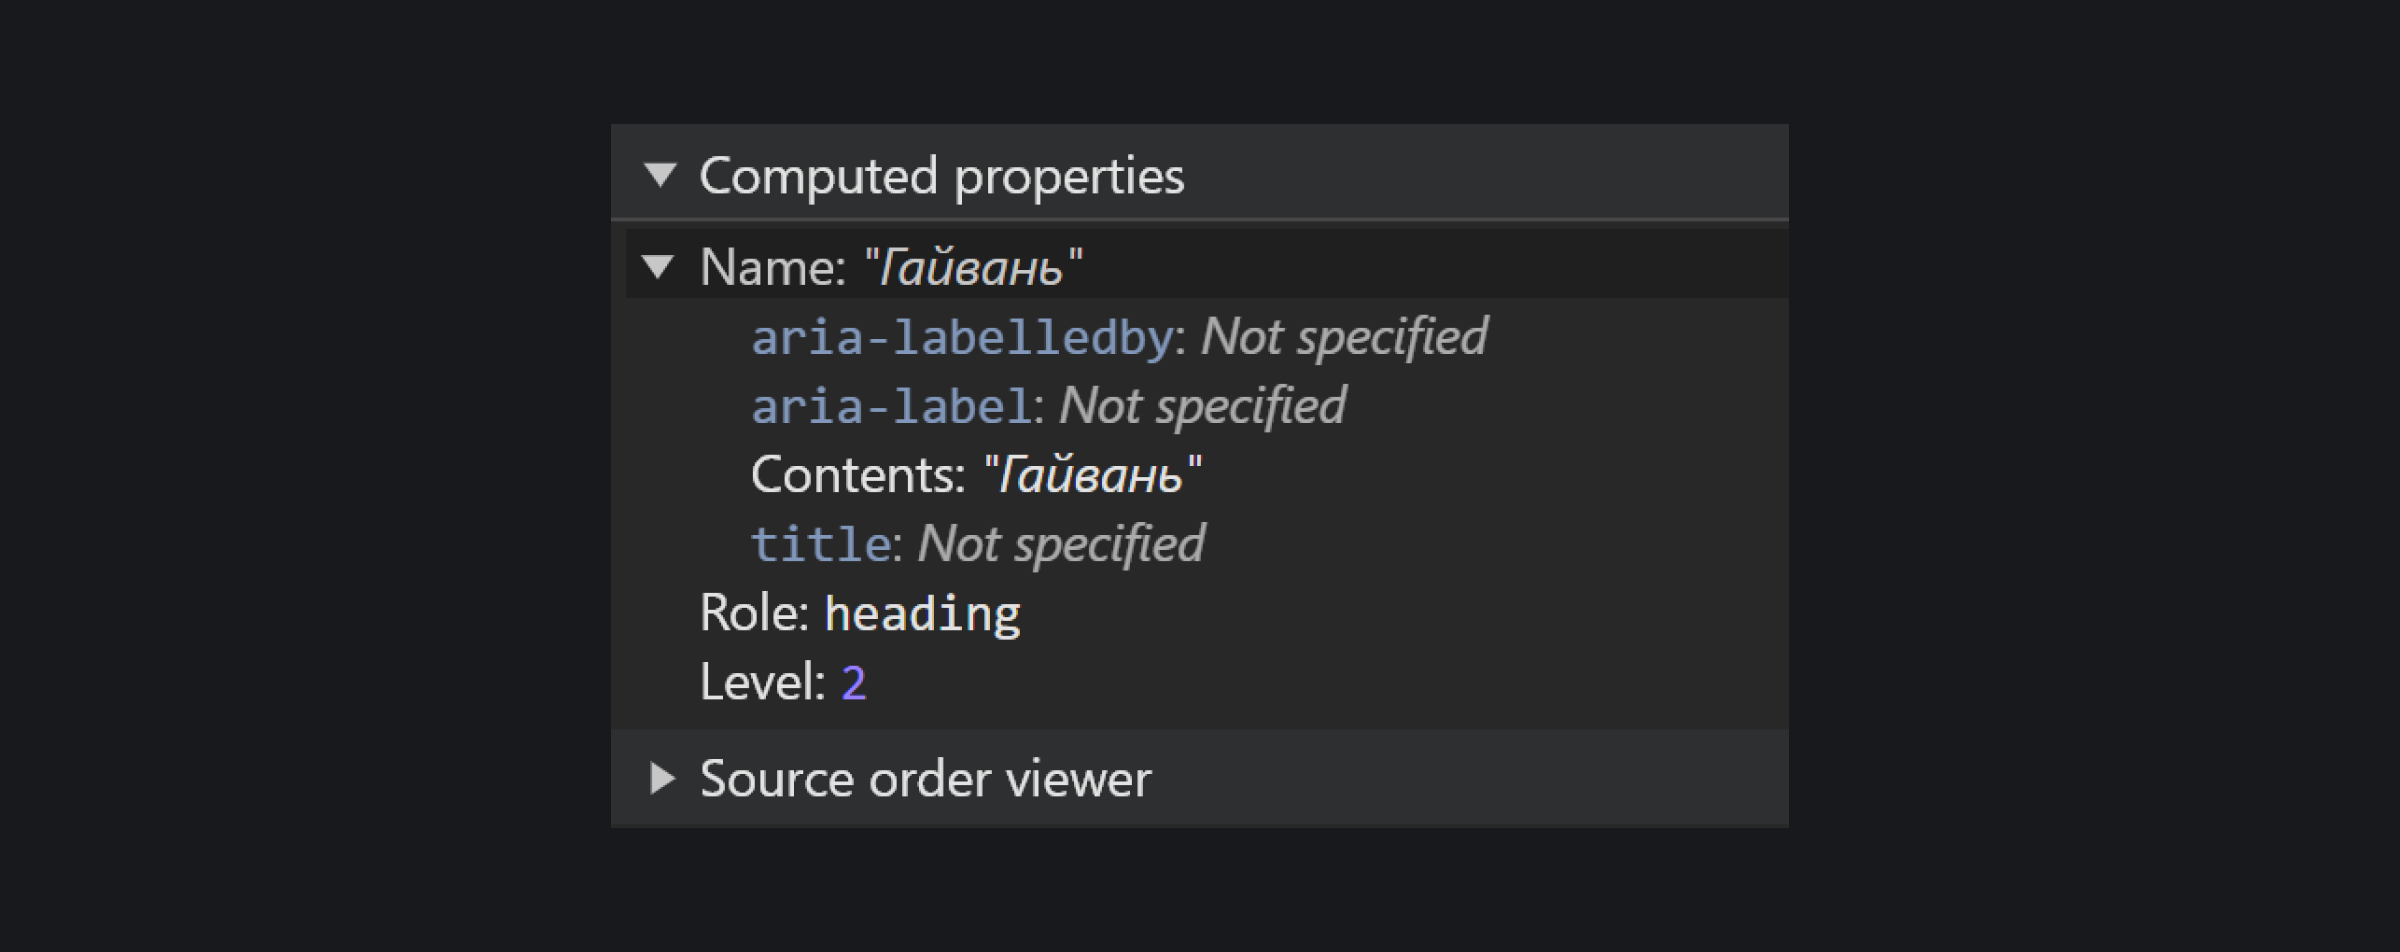 Computed properties
Name: "Гайвань"
aria-labelledby: Not specified
aria-label: Not specified
Contents: "Гайвань"
title: Not specified
Role: heading
Level: 2
Source order viewer